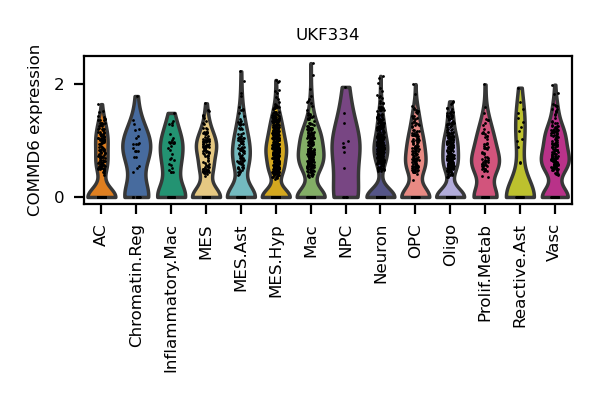 UKF334
COMMD6 expression
2
0
AC
Chromatin.Reg
Inflammatory.Mac
MES
MES.Ast
MES.Hyp
Mac
NPC
Neuron
OPC
Oligo
Prolif.Metab
Reactive.Ast
Vasc